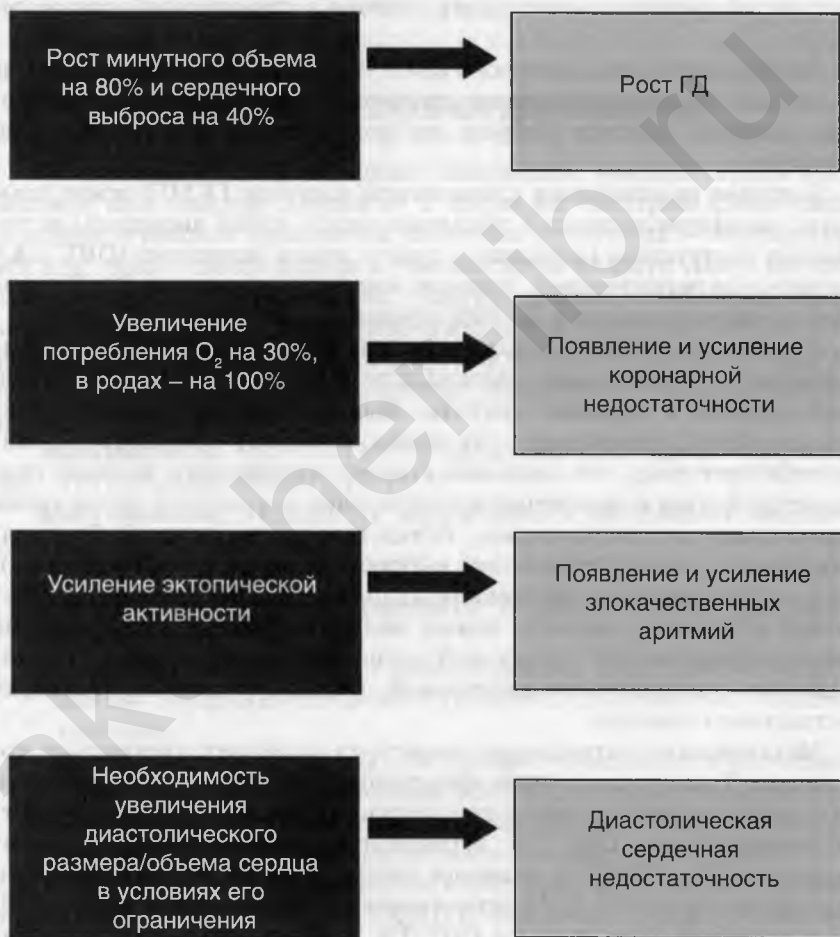 Рост минутного объема
на 80% и сердечного
выброса на 40%
Рост ГД
Увеличение
потребления O₂ на 30%,
в родах – на 100%
Появление и усиление
коронарной
недостаточности
Усиление эктопической
активности
Появление и усиление
злокачественных
аритмий
Необходимость
увеличения
диастолического
размера/объема сердца
в условиях его
ограничения
Диастолическая
сердечная
недостаточность